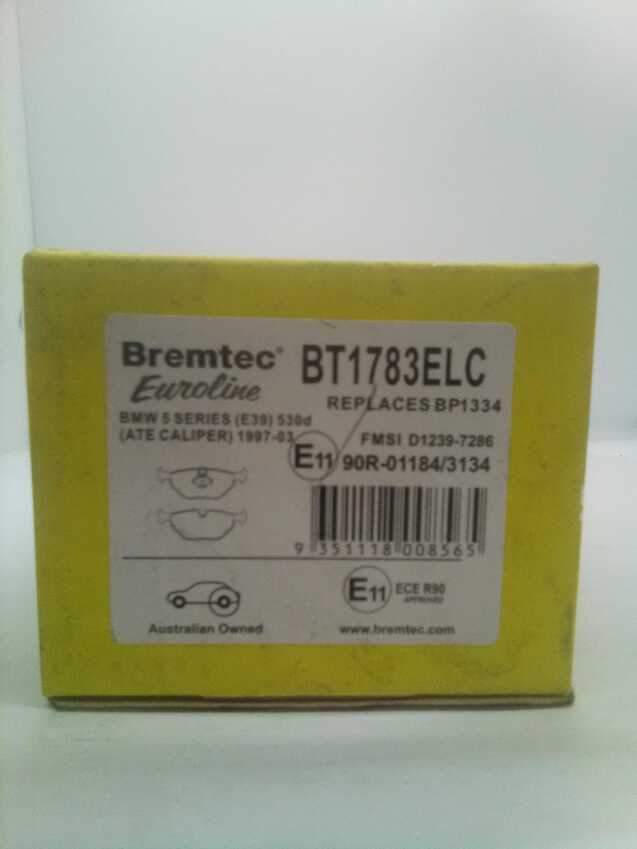 Bremtec®
Euroline
BT1783ELC
REPLACES BP1334
BMW 5 SERIES (E39) 530d
(ATE CALIPER) 1997-03
FMSI D1239-7286
E11 90R-01184/3134
9 351118 008565
E11 ECE R90
APPROVED
Australian Owned
www.bremtec.com